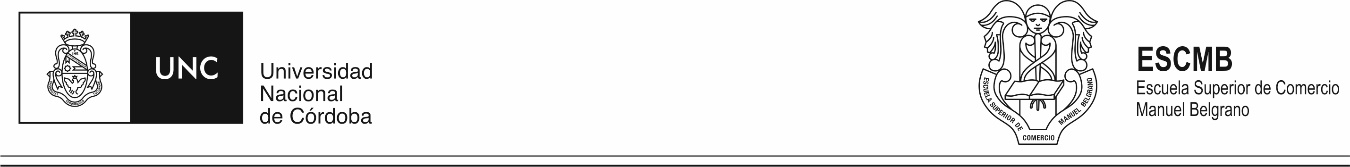 UNC
Universidad
Nacional
de Córdoba
ESCUELA SUPERIOR DE COMERCIO MANUEL BELGRANO
ESCMB
Escuela Superior de Comercio
Manuel Belgrano